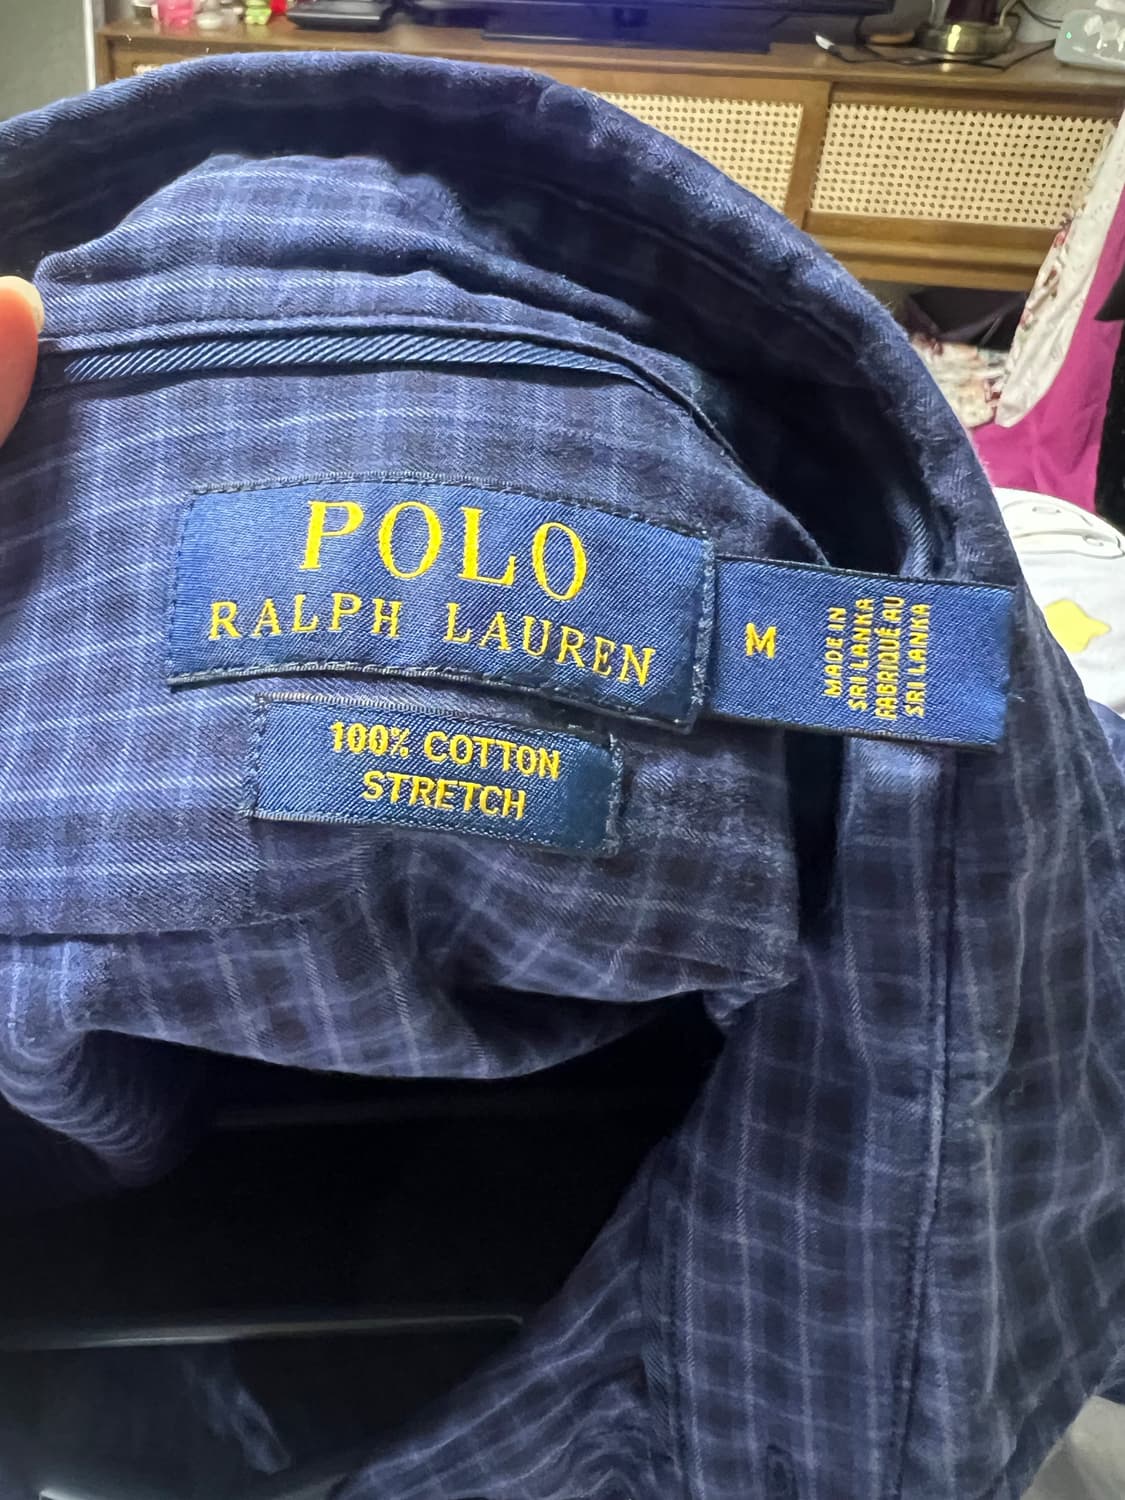 POLO
RALPH LAUREN
M
MADE IN
SRI LANKA
FABRIQUÉ AU
SRI LANKA
100% COTTON
STRETCH